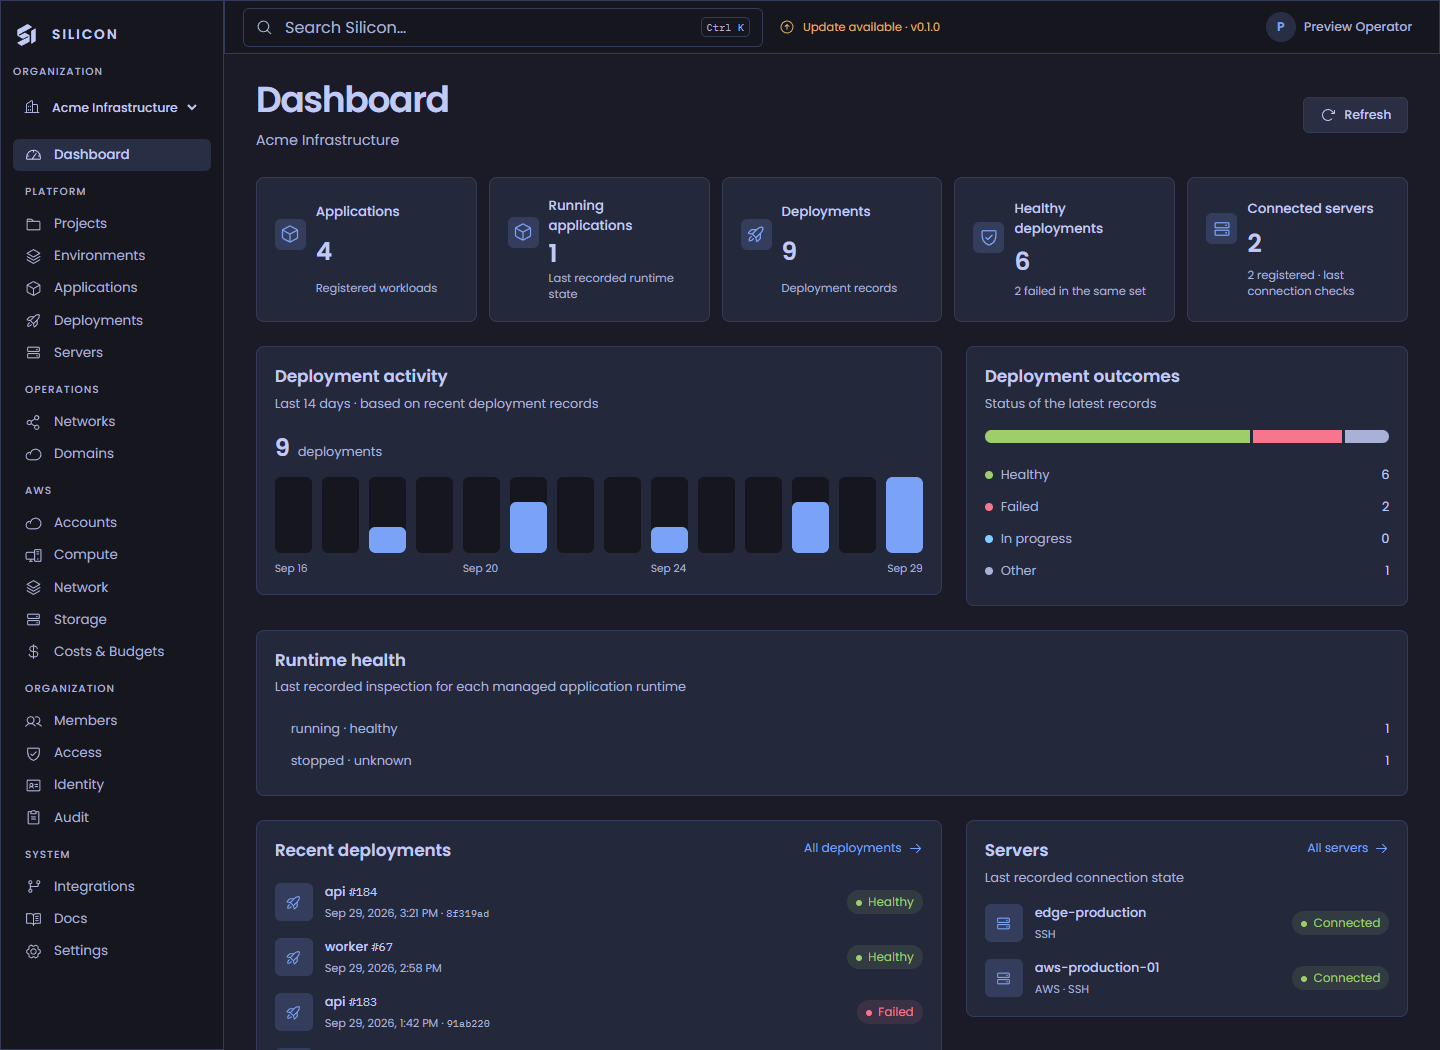 SILICON
Search Silicon...
Ctrl K
Update available · v0.1.0
P
Preview Operator
ORGANIZATION
Acme Infrastructure
Dashboard
PLATFORM
Projects
Environments
Applications
Deployments
Servers
OPERATIONS
Networks
Domains
AWS
Accounts
Compute
Network
Storage
Costs & Budgets
ORGANIZATION
Members
Access
Identity
Audit
SYSTEM
Integrations
Docs
Settings
Dashboard
Acme Infrastructure
Refresh
Applications
4
Registered workloads
Running
applications
1
Last recorded runtime
state
Deployments
9
Deployment records
Healthy
deployments
6
2 failed in the same set
Connected servers
2
2 registered · last
connection checks
Deployment activity
Last 14 days · based on recent deployment records
9 deployments
Sep 16
Sep 20
Sep 24
Sep 29
Deployment outcomes
Status of the latest records
Healthy 6
Failed 2
In progress 0
Other 1
Runtime health
Last recorded inspection for each managed application runtime
running · healthy 1
stopped · unknown 1
Recent deployments
All deployments
api #184
Sep 29, 2026, 3:21 PM · 8f319ad
Healthy
worker #67
Sep 29, 2026, 2:58 PM
Healthy
api #183
Sep 29, 2026, 1:42 PM · 91ab220
Failed
Servers
All servers
Last recorded connection state
edge-production
SSH
Connected
aws-production-01
AWS · SSH
Connected